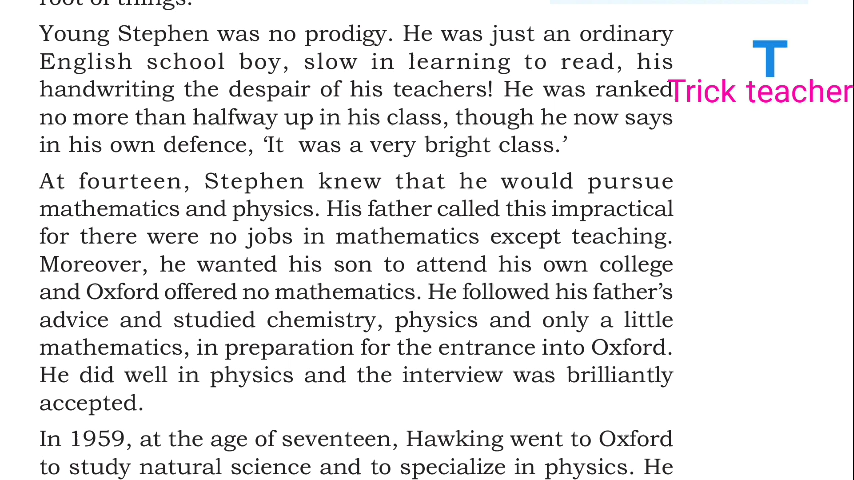 root of things.
Young Stephen was no prodigy. He was just an ordinary
English school boy, slow in learning to read, his
handwriting the despair of his teachers! He was ranked
no more than halfway up in his class, though he now says
in his own defence, ‘It was a very bright class.’
At fourteen, Stephen knew that he would pursue
mathematics and physics. His father called this impractical
for there were no jobs in mathematics except teaching.
Moreover, he wanted his son to attend his own college
and Oxford offered no mathematics. He followed his father’s
advice and studied chemistry, physics and only a little
mathematics, in preparation for the entrance into Oxford.
He did well in physics and the interview was brilliantly
accepted.
In 1959, at the age of seventeen, Hawking went to Oxford
to study natural science and to specialize in physics. He
T
Trick teacher